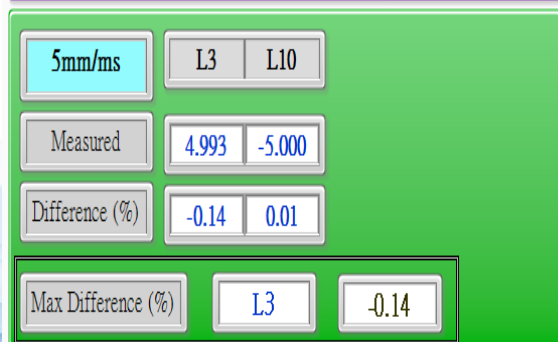 5mm/ms L3 L10
Measured 4.993 -5.000
Difference (%) -0.14 0.01
Max Difference (%) L3 -0.14